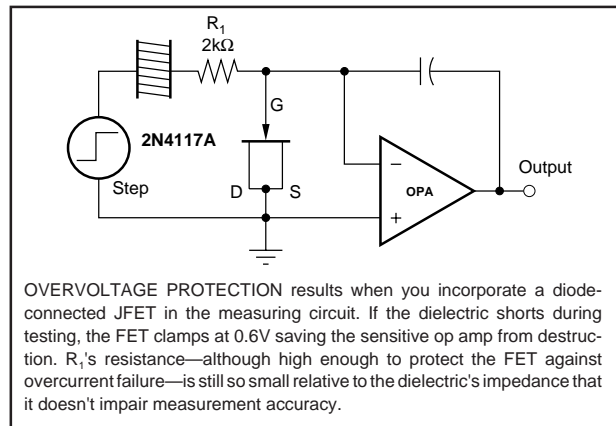 R1
2kΩ
G
2N4117A
Output
Step
D
S
−
OPA
+
OVERVOLTAGE PROTECTION results when you incorporate a diode-
connected JFET in the measuring circuit. If the dielectric shorts during
testing, the FET clamps at 0.6V saving the sensitive op amp from destruc-
tion. R1's resistance—although high enough to protect the FET against
overcurrent failure—is still so small relative to the dielectric's impedance that
it doesn't impair measurement accuracy.